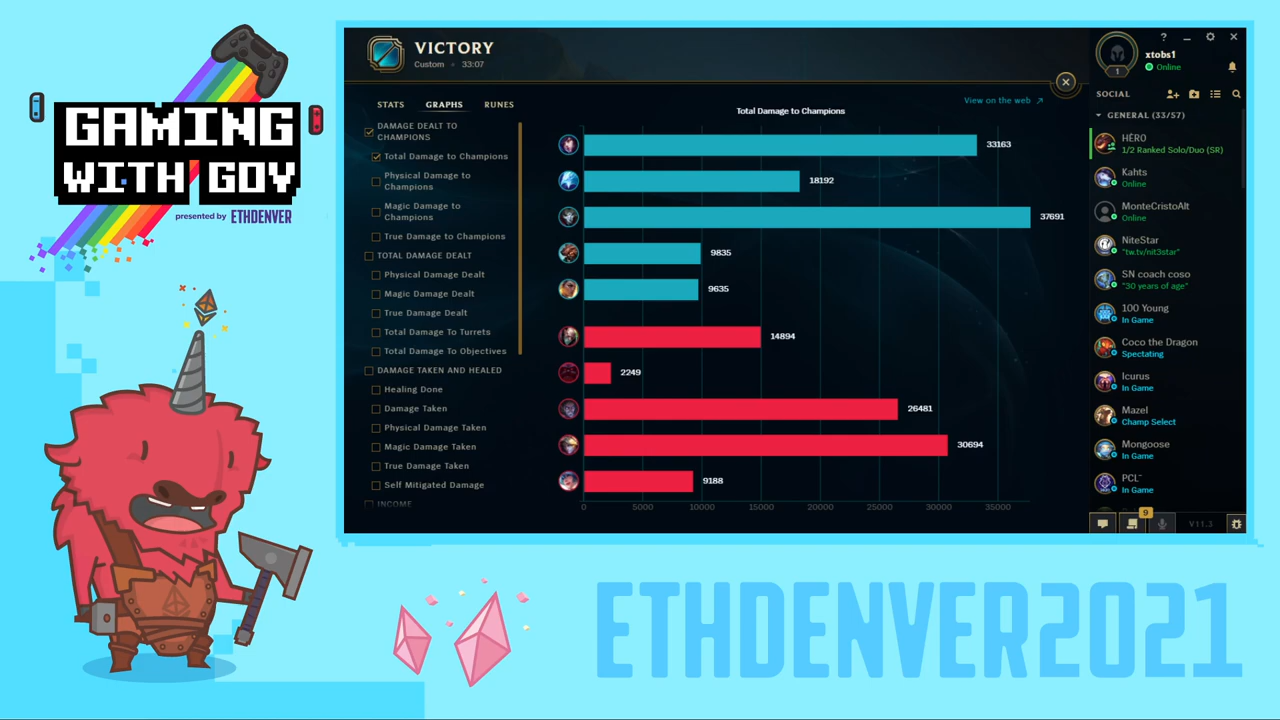 GAMING
WITH GOV
presented by ETHDENVER
VICTORY
Custom • 33:07
STATS
GRAPHS
RUNES
DAMAGE DEALT TO
CHAMPIONS
Total Damage to Champions
Physical Damage to
Champions
Magic Damage to
Champions
True Damage to Champions
TOTAL DAMAGE DEALT
Physical Damage Dealt
Magic Damage Dealt
True Damage Dealt
Total Damage To Turrets
Total Damage To Objectives
DAMAGE TAKEN AND HEALED
Healing Done
Damage Taken
Physical Damage Taken
Magic Damage Taken
True Damage Taken
Self Mitigated Damage
INCOME
View on the web
Total Damage to Champions
33163
18192
37691
9835
9635
14894
2249
26481
30694
9188
0
5000
10000
15000
20000
25000
30000
35000
?
xtobs1
Online
1
SOCIAL
GENERAL (33/57)
HÊRO
1/2 Ranked Solo/Duo (SR)
Kahts
Online
MonteCristoAlt
Online
NiteStar
"tw.tv/nit3star"
SN coach coso
"30 years of age"
100 Young
In Game
Coco the Dragon
Spectating
Icurus
In Game
Mazel
Champ Select
Mongoose
In Game
PCL
In Game
9
V11.3
ETHDENVER2021